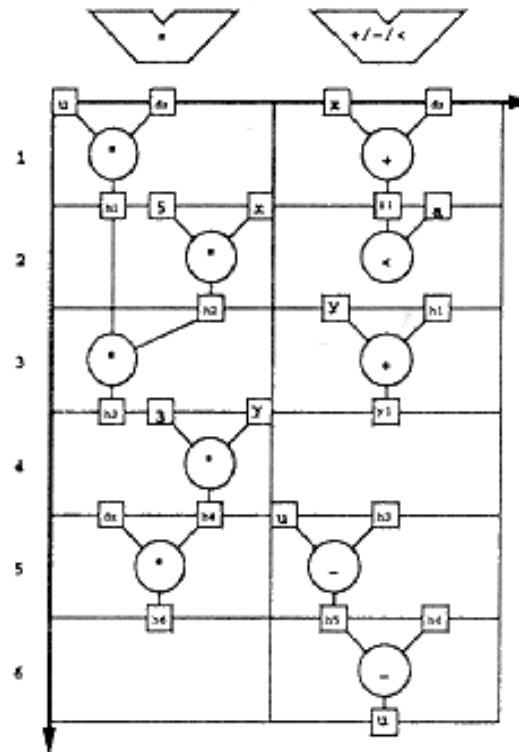 * +/-/<
u dx x dx
1 * +
h1 5 x x1 a
2 * <
h2 y h1
3 * +
h3 3 y y1
4 *
dx h4 u h3
5 * -
h6 h5
6 -
u